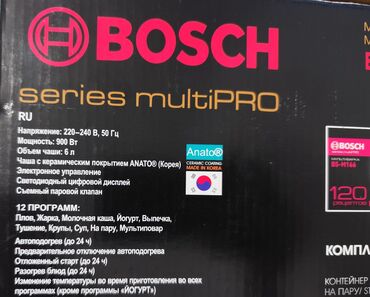 BOSCH
series multiPRO
RU
Напряжение: 220–240 В, 50 Гц
Мощность: 900 Вт
Объем чаши: 6 л
Чаша с керамическим покрытием ANATO® (Корея)
Электронное управление
Светодиодный цифровой дисплей
Съемный паровой клапан
Anato®
CERAMIC COATING
MADE IN KOREA
12 ПРОГРАММ:
Плов, Жарка, Молочная каша, Йогурт, Выпечка,
Тушение, Крупы, Суп, На пару, Мультиповар
Автоподогрев (до 24 ч)
Предварительное отключение автоподогрева
Отложенный старт (до 24 ч)
Разогрев блюд (до 24 ч)
Изменение температуры во время приготовления во всех
программах (кроме программы «ЙОГУРТ»)
BOSCH
МУЛЬТИВАРКА
BS-M166
120
рецептов
КОМПЛ
КОНТЕЙНЕР
НА ПАРУ/ S